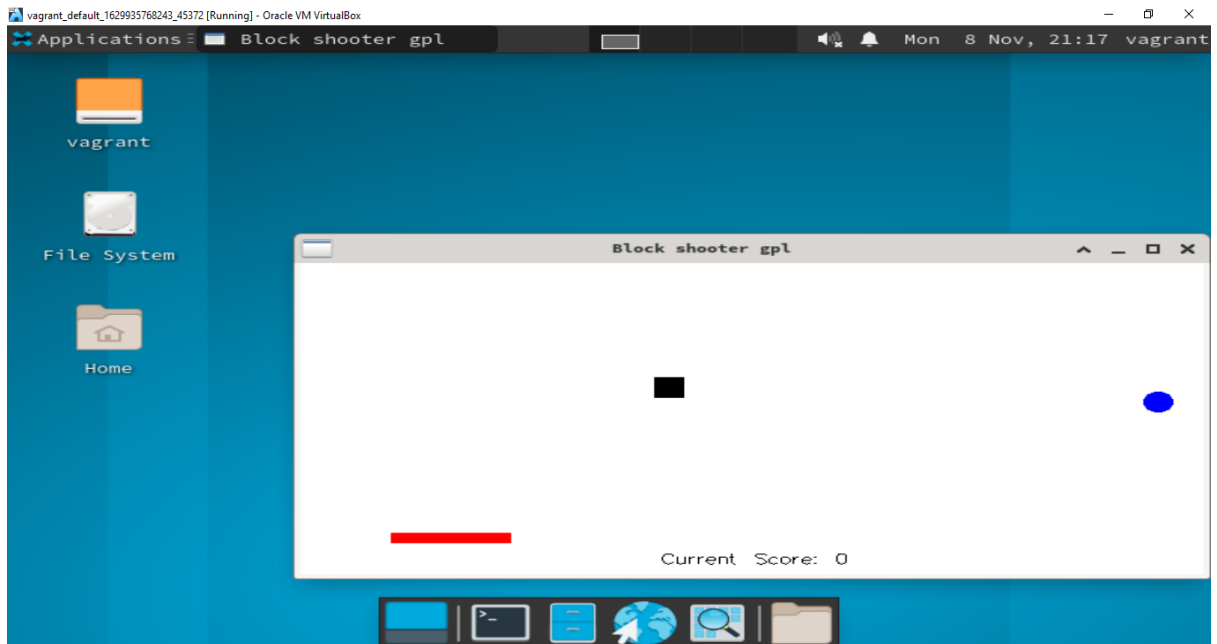 vagrant_default_1629935768243_45372 [Running] - Oracle VM VirtualBox
Applications Block shooter gpl Mon 8 Nov, 21:17 vagrant
vagrant
File System
Home
Block shooter gpl
Current Score: 0
>_